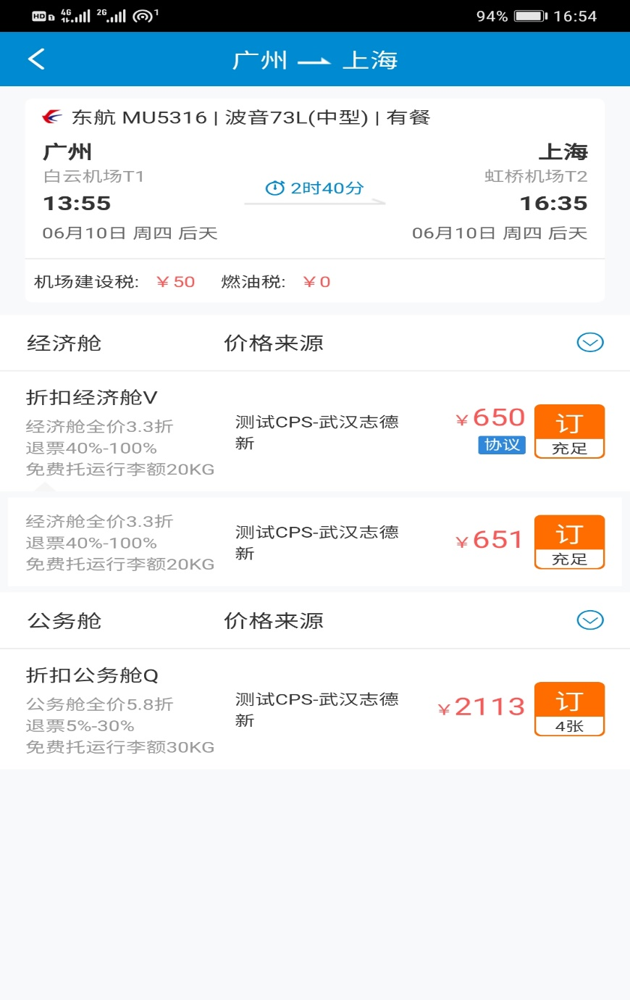 HD 1 4G 2G 1 94% 16:54
广州 上海
东航 MU5316 | 波音73L(中型) | 有餐
广州 上海
白云机场T1 虹桥机场T2
2时40分
13:55 16:35
06月10日 周四 后天 06月10日 周四 后天
机场建设税: ¥50 燃油税: ¥0
经济舱 价格来源
折扣经济舱V
经济舱全价3.3折
退票40%-100%
免费托运行李额20KG
测试CPS-武汉志德
新
¥650
协议
订
充足
经济舱全价3.3折
退票40%-100%
免费托运行李额20KG
测试CPS-武汉志德
新
¥651
订
充足
公务舱 价格来源
折扣公务舱Q
公务舱全价5.8折
退票5%-30%
免费托运行李额30KG
测试CPS-武汉志德
新
¥2113
订
4张